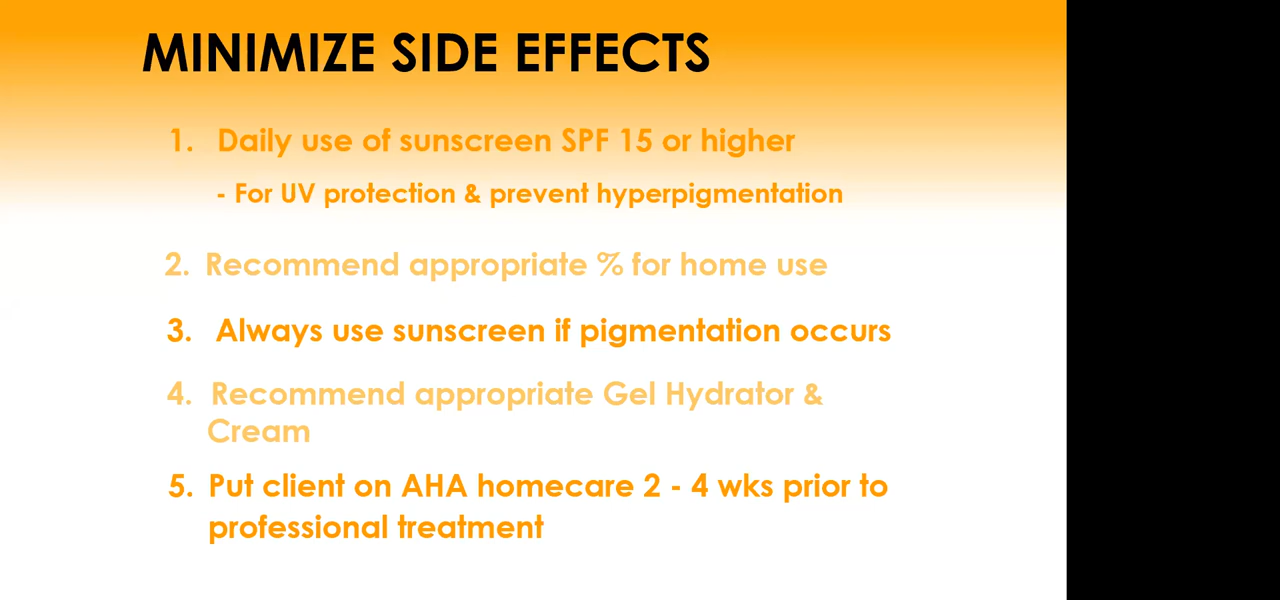 MINIMIZE SIDE EFFECTS
1. Daily use of sunscreen SPF 15 or higher
- For UV protection & prevent hyperpigmentation
2. Recommend appropriate % for home use
3. Always use sunscreen if pigmentation occurs
4. Recommend appropriate Gel Hydrator &
Cream
5. Put client on AHA homecare 2 - 4 wks prior to
professional treatment